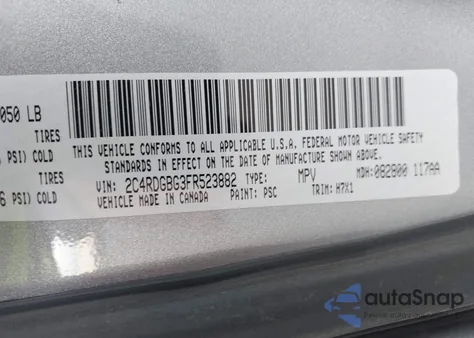 050 LB
TIRES
PSI) COLD
TIRES
6 PSI) COLD
THIS VEHICLE CONFORMS TO ALL APPLICABLE U.S.A. FEDERAL MOTOR VEHICLE SAFETY
STANDARDS IN EFFECT ON THE DATE OF MANUFACTURE SHOWN ABOVE.
VIN: 2C4RDGBG3FR523882 TYPE: MPV MDH: 082800 117AA
VEHICLE MADE IN CANADA PAINT: PSC TRIM: H7X1
autoSnap